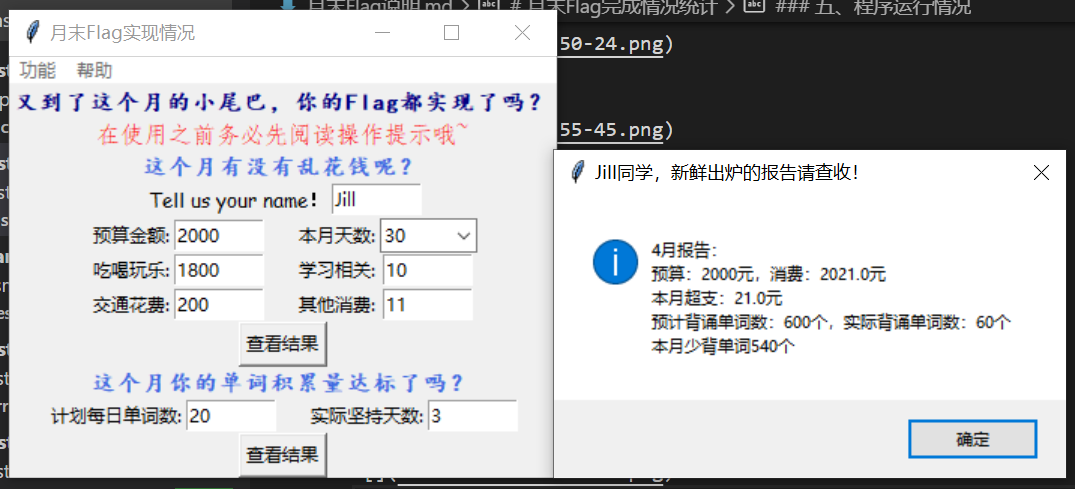 月末Flag说明.md > # 月末Flag完成情况统计 > ### 五、程序运行情况
50-24.png)
55-45.png)
月末Flag实现情况
功能 帮助
又到了这个月的小尾巴，你的Flag都实现了吗？
在使用之前务必先阅读操作提示哦~
这个月有没有乱花钱呢？
Tell us your name! Jill
预算金额: 2000 本月天数: 30
吃喝玩乐: 1800 学习相关: 10
交通花费: 200 其他消费: 11
查看结果
这个月你的单词积累量达标了吗？
计划每日单词数: 20 实际坚持天数: 3
查看结果
Jill同学，新鲜出炉的报告请查收！
4月报告：
预算：2000元，消费：2021.0元
本月超支：21.0元
预计背诵单词数：600个，实际背诵单词数：60个
本月少背单词540个
确定